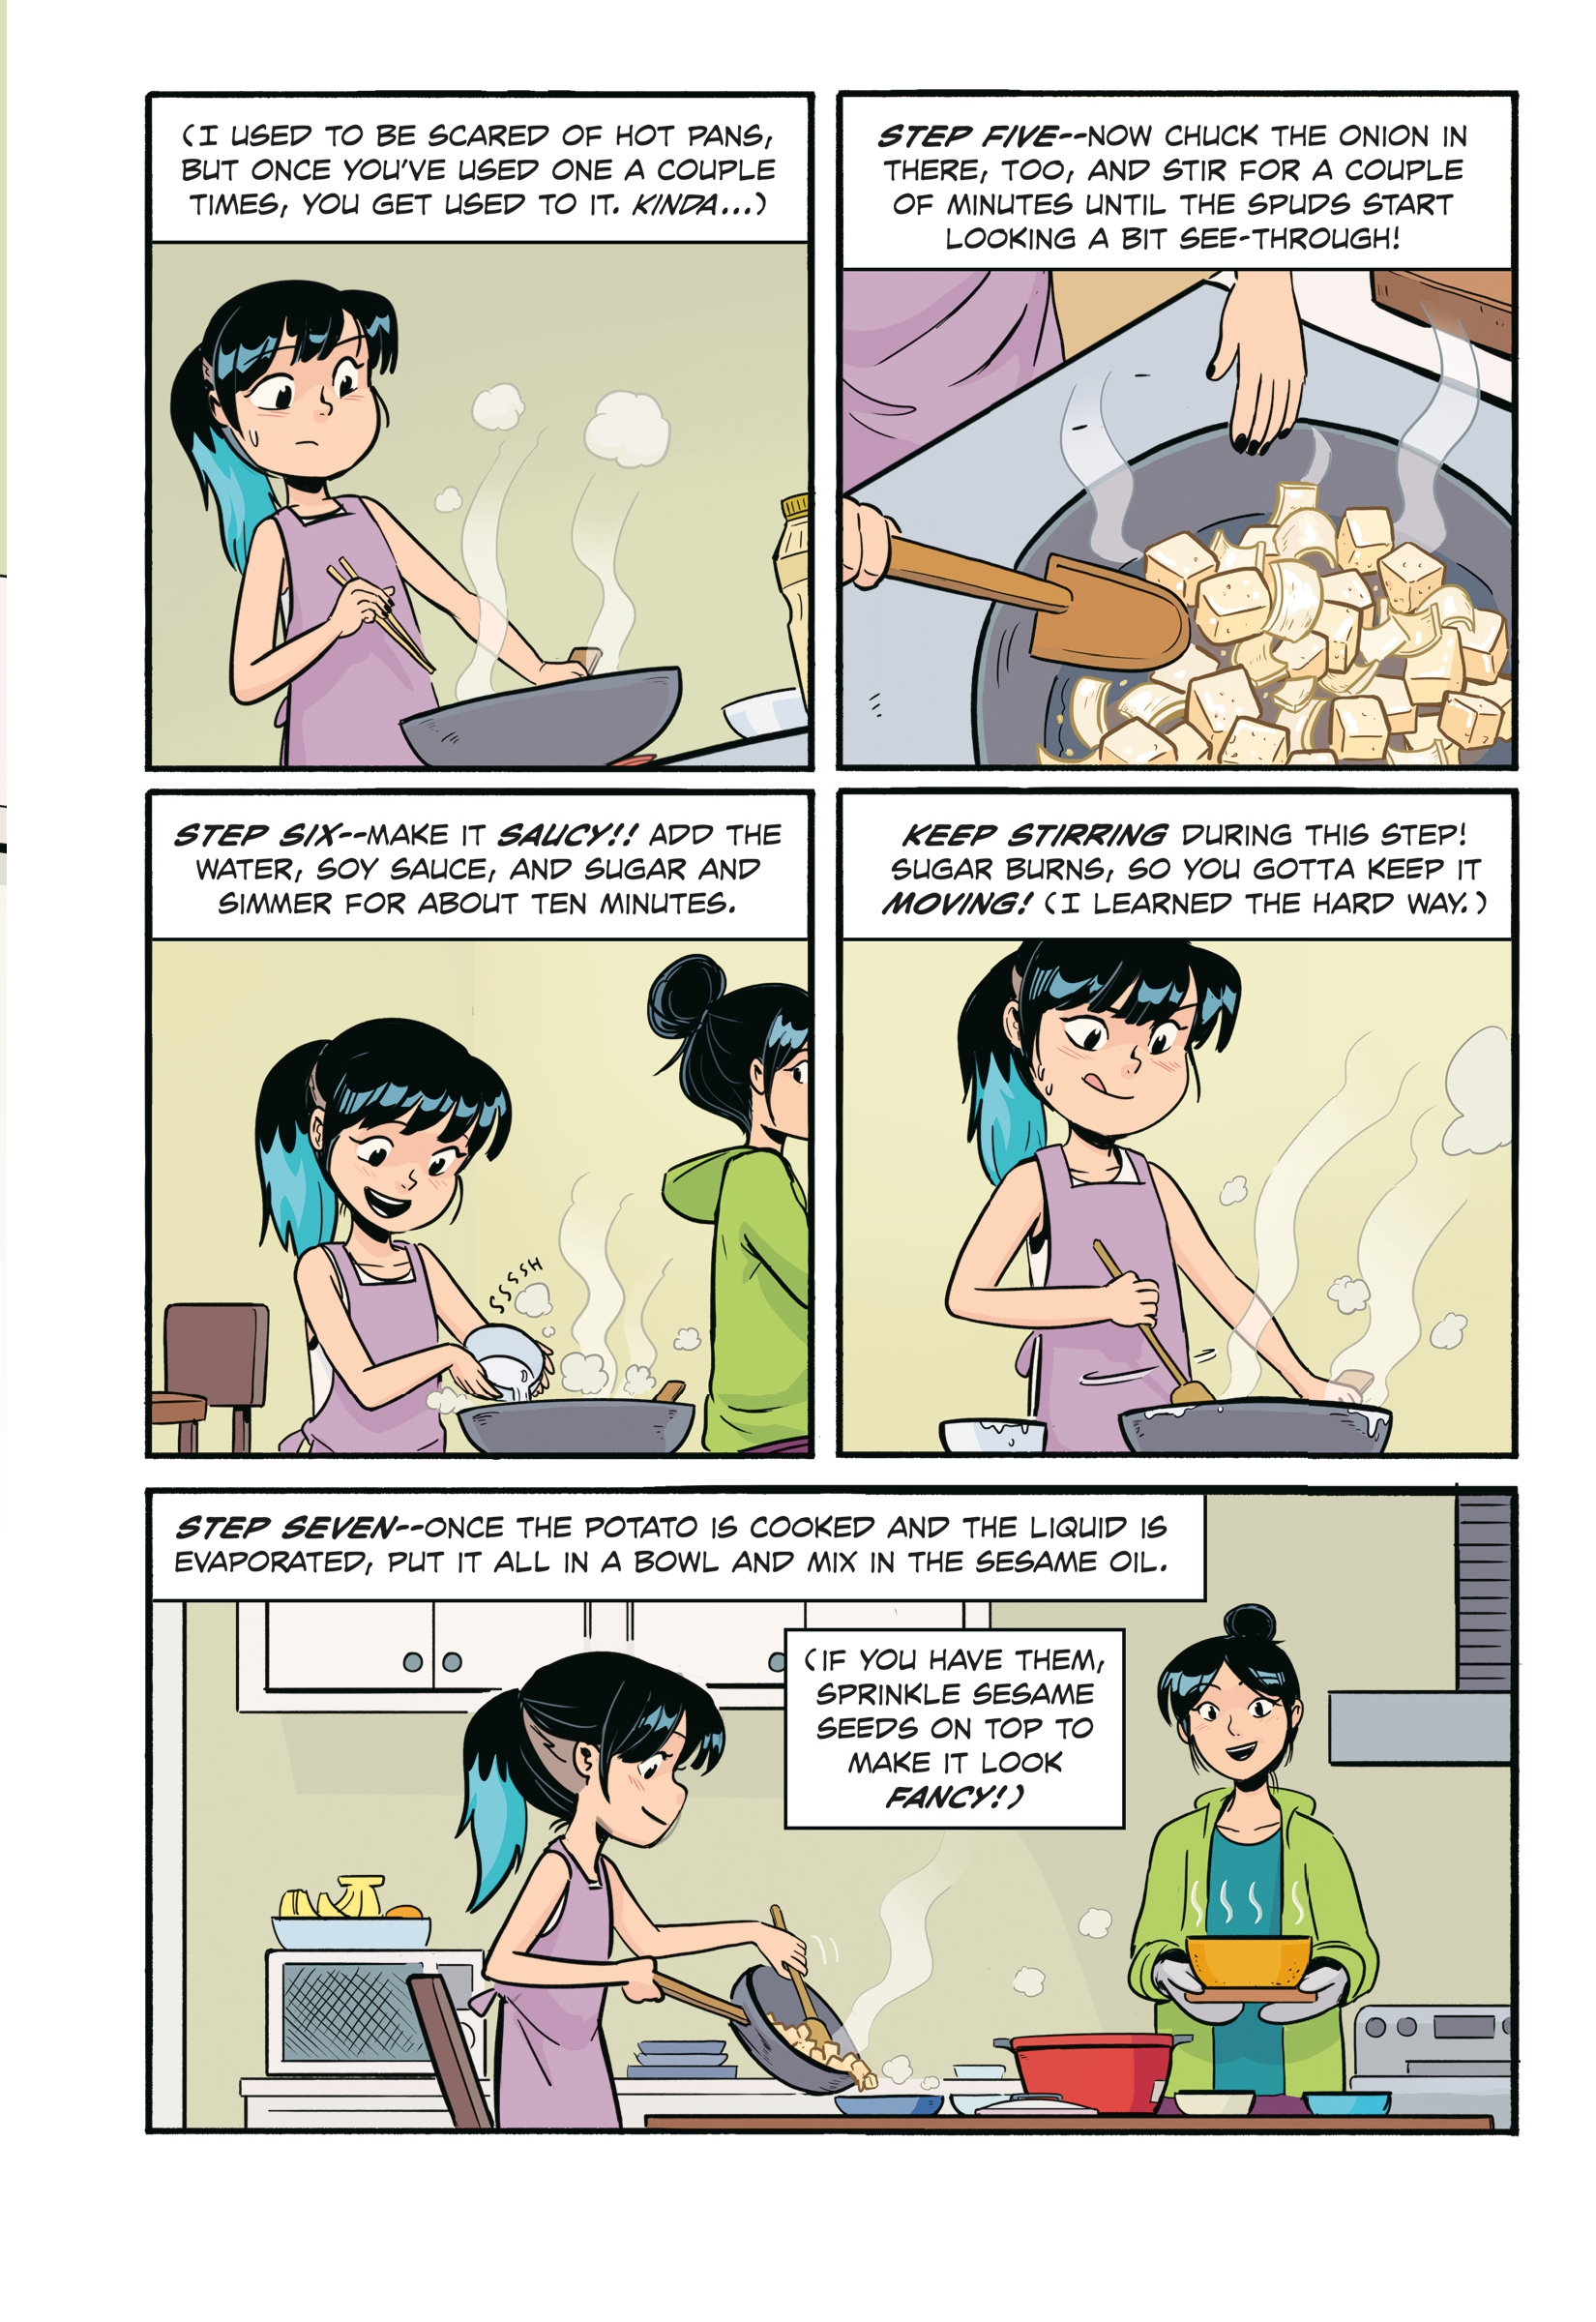 (I USED TO BE SCARED OF HOT PANS,
BUT ONCE YOU'VE USED ONE A COUPLE
TIMES, YOU GET USED TO IT. KINDA...)
STEP FIVE--NOW CHUCK THE ONION IN
THERE, TOO, AND STIR FOR A COUPLE
OF MINUTES UNTIL THE SPUDS START
LOOKING A BIT SEE-THROUGH!
STEP SIX--MAKE IT SAUCY!! ADD THE
WATER, SOY SAUCE, AND SUGAR AND
SIMMER FOR ABOUT TEN MINUTES.
SSSSH
KEEP STIRRING DURING THIS STEP!
SUGAR BURNS, SO YOU GOTTA KEEP IT
MOVING! (I LEARNED THE HARD WAY.)
STEP SEVEN--ONCE THE POTATO IS COOKED AND THE LIQUID IS
EVAPORATED, PUT IT ALL IN A BOWL AND MIX IN THE SESAME OIL.
(IF YOU HAVE THEM,
SPRINKLE SESAME
SEEDS ON TOP TO
MAKE IT LOOK
FANCY!)